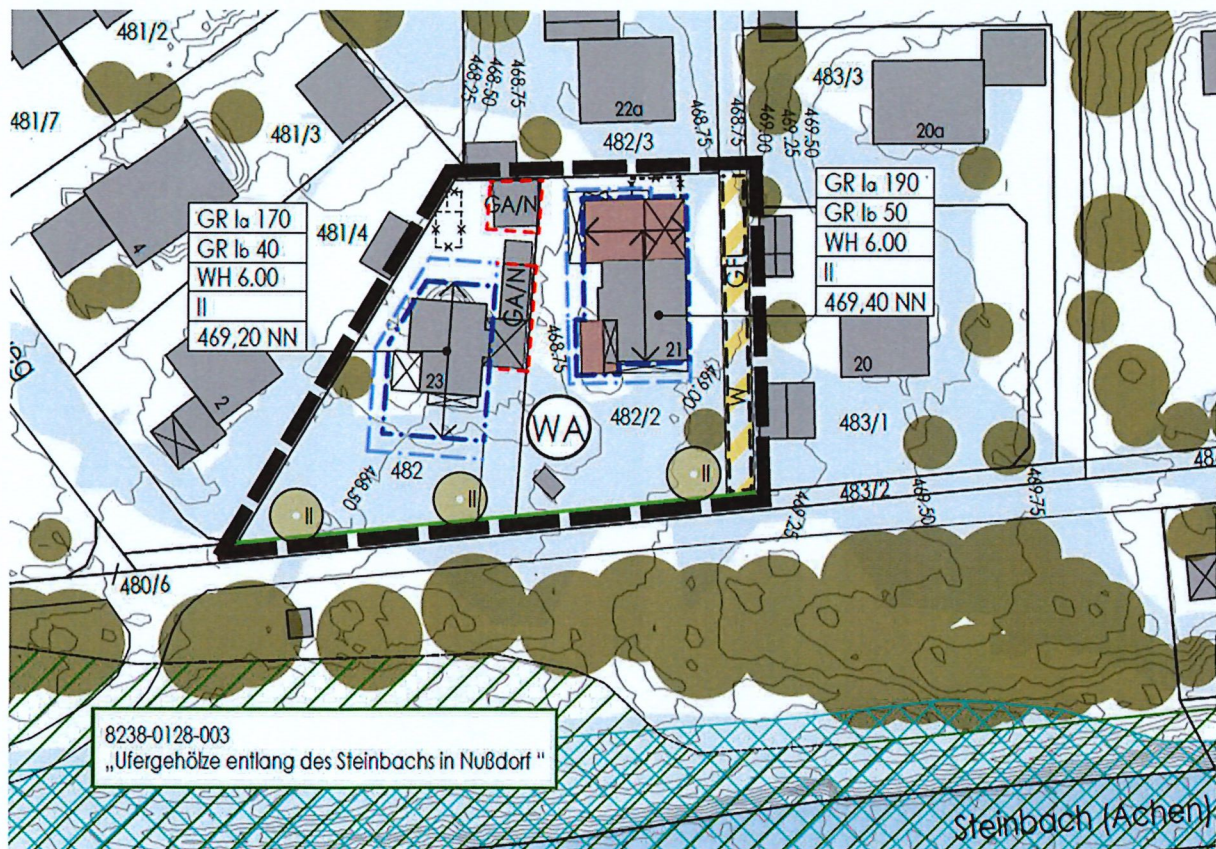 481/2
481/7
481/3
481/4
4
2
468.25
468.50
468.75
22a
482/3
468.75
468.75
469.00
469.25
469.50
483/3
20a
GR Ia 170
GR Ib 40
WH 6.00
II
469,20 NN
GA/N
GA/N
GR Ia 190
GR Ib 50
WH 6.00
II
469,40 NN
GFL
W
468.75
21
23
20
469.00
WA
482/2
482
468.50
II
II
II
483/1
483/2
469.25
469.50
469.75
480/6
8238-0128-003
„Ufergehölze entlang des Steinbachs in Nußdorf “
Steinbach (Achen)